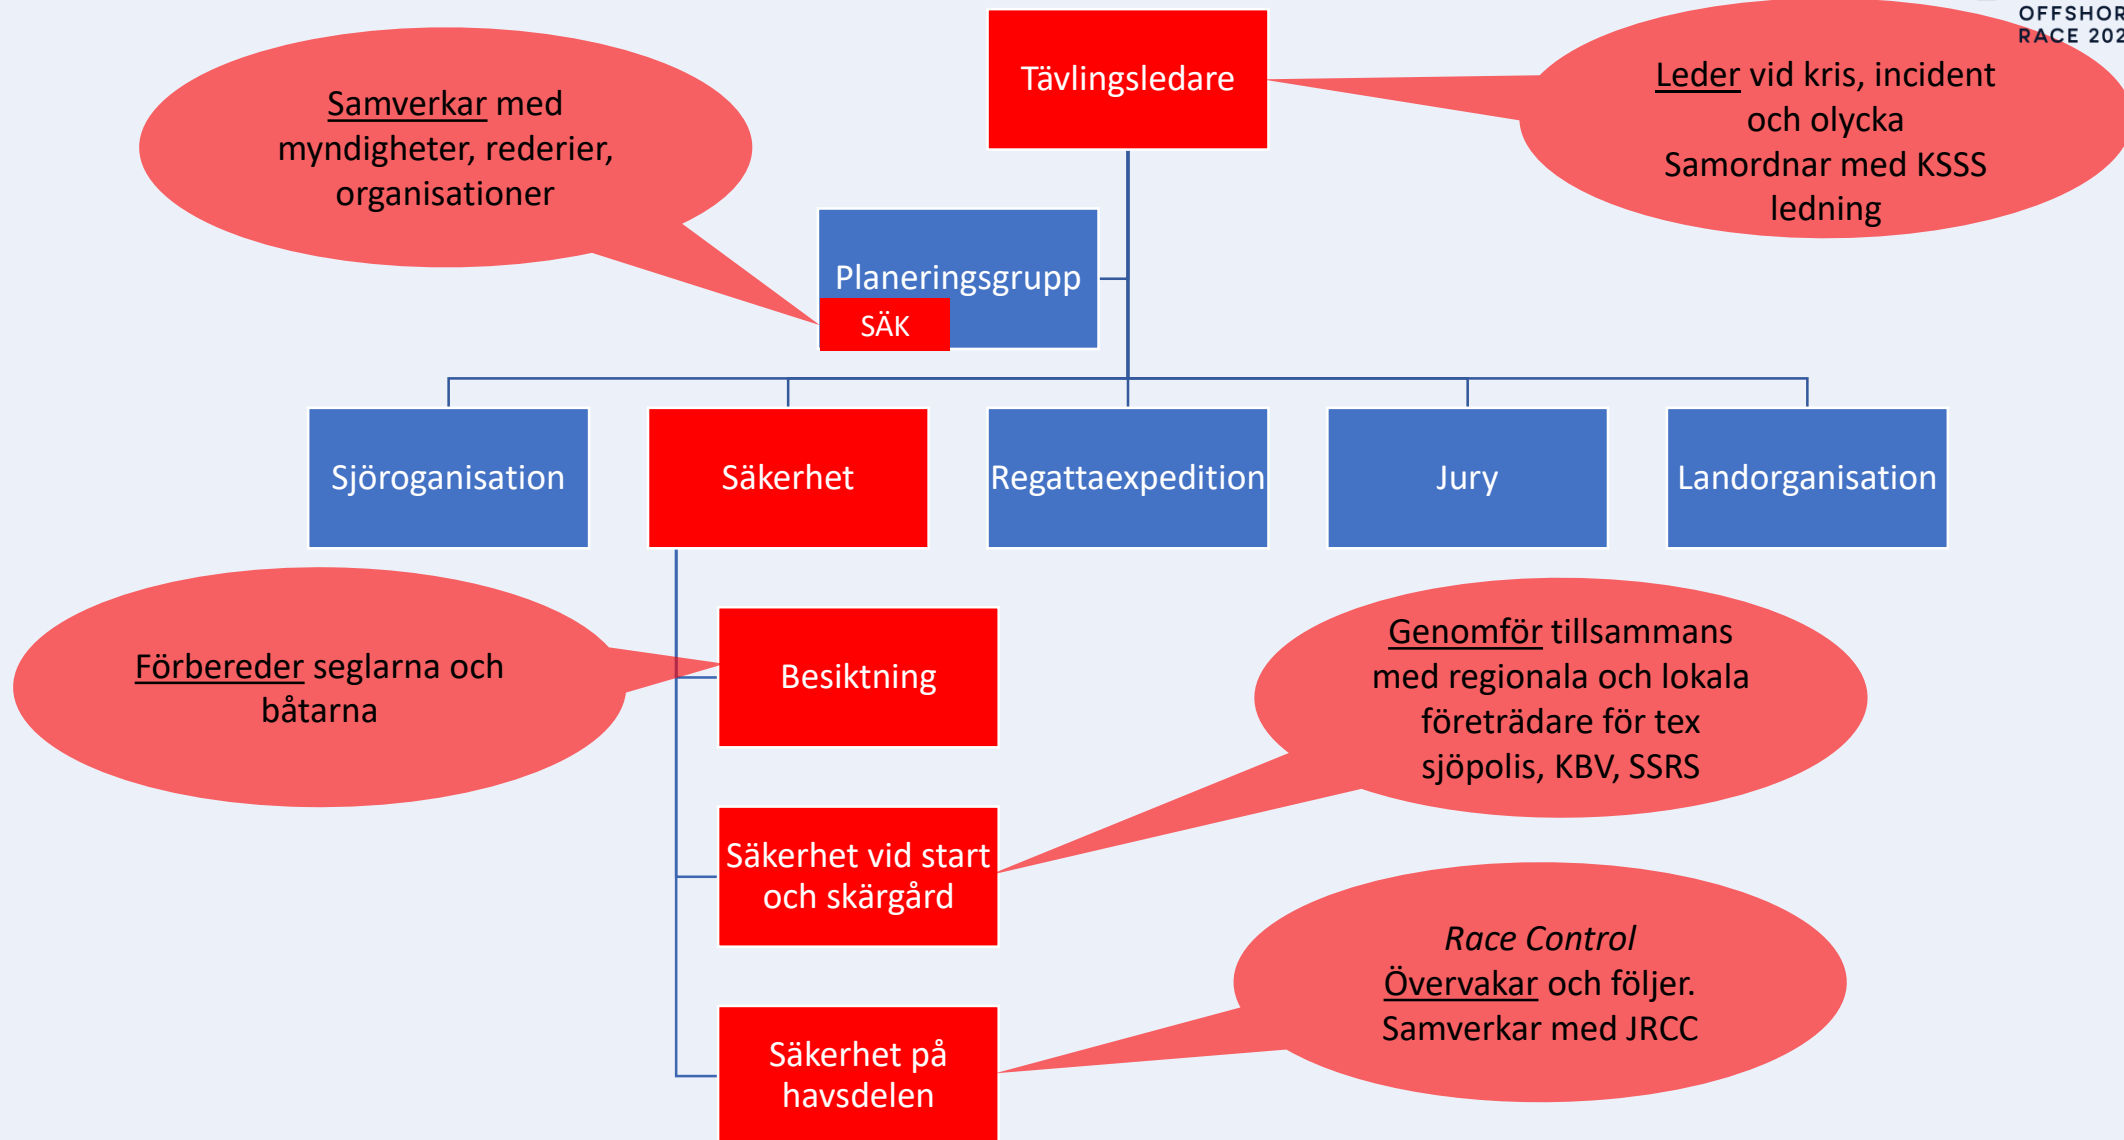 OFFSHOR
RACE 202
Tävlingsledare
Leder vid kris, incident
och olycka
Samordnar med KSSS
ledning
Samverkar med
myndigheter, rederier,
organisationer
Planeringsgrupp
SÄK
Sjöroganisation
Säkerhet
Regattaexpedition
Jury
Landorganisation
Förbereder seglarna och
båtarna
Besiktning
Genomför tillsammans
med regionala och lokala
företrädare för tex
sjöpolis, KBV, SSRS
Säkerhet vid start
och skärgård
Race Control
Övervakar och följer.
Samverkar med JRCC
Säkerhet på
havsdelen